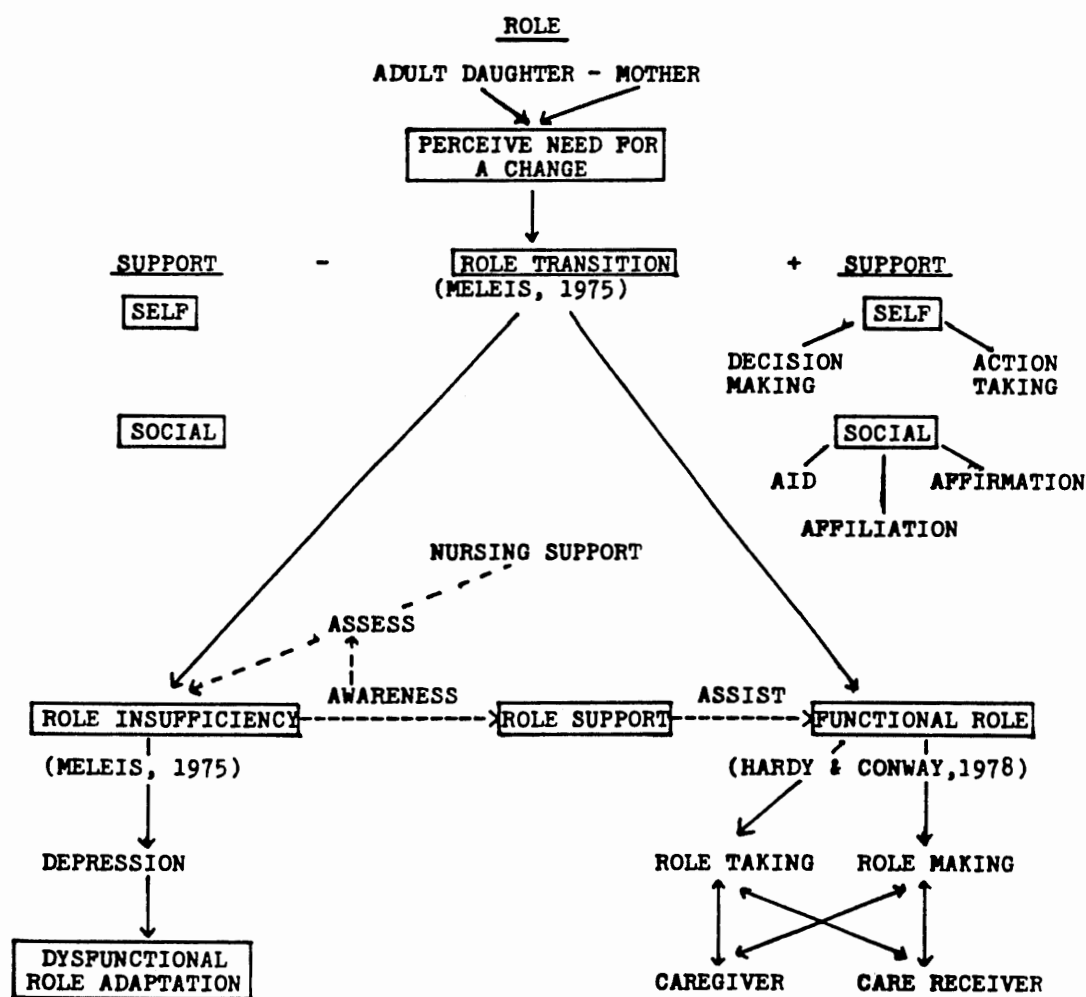 ROLE
ADULT DAUGHTER - MOTHER
PERCEIVE NEED FOR
A CHANGE
SUPPORT - ROLE TRANSITION + SUPPORT
(MELEIS, 1975)
SELF
SELF
DECISION
MAKING
ACTION
TAKING
SOCIAL
SOCIAL
AID
AFFIRMATION
AFFILIATION
NURSING SUPPORT
ASSESS
AWARENESS
ASSIST
ROLE INSUFFICIENCY
ROLE SUPPORT
FUNCTIONAL ROLE
(MELEIS, 1975)
(HARDY & CONWAY,1978)
DEPRESSION
ROLE TAKING
ROLE MAKING
DYSFUNCTIONAL
ROLE ADAPTATION
CAREGIVER
CARE RECEIVER